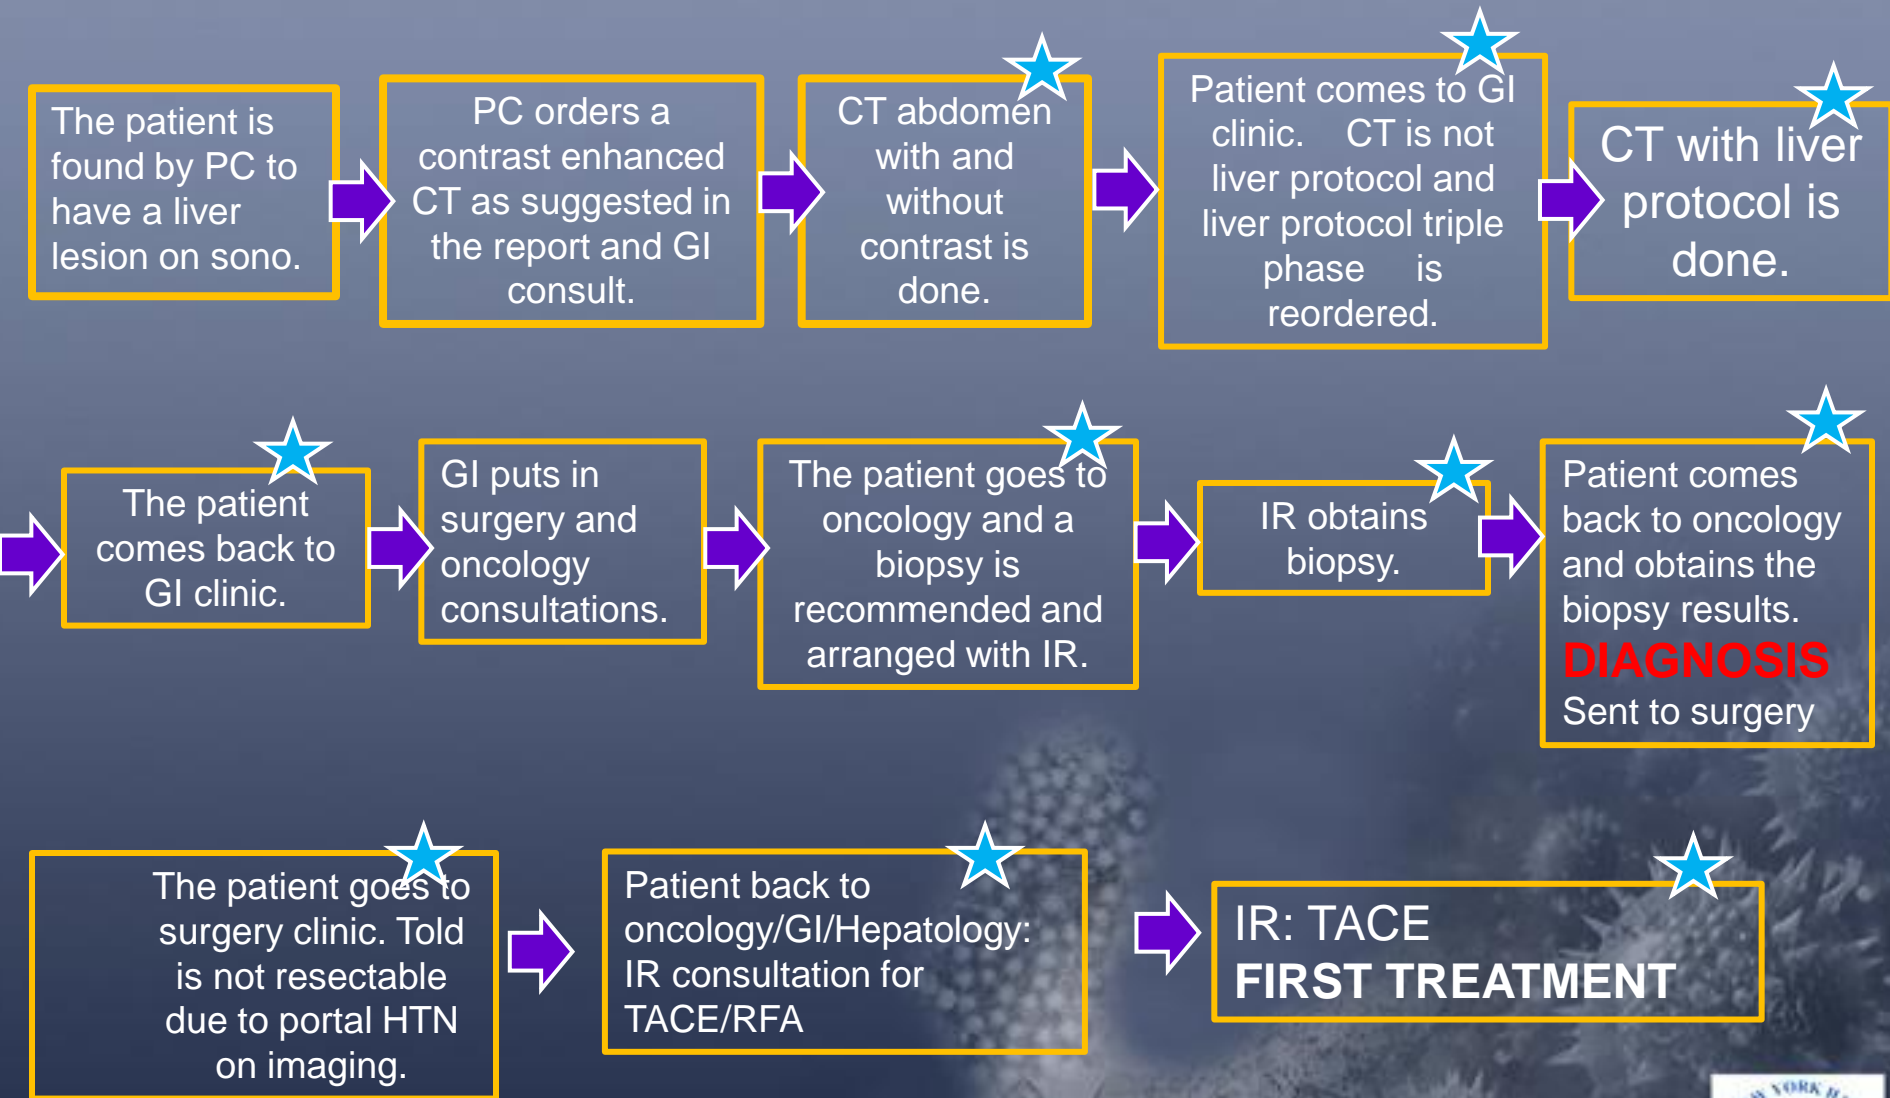 The patient is
found by PC to
have a liver
lesion on sono.
PC orders a
contrast enhanced
CT as suggested in
the report and GI
consult.
CT abdomen
with and
without
contrast is
done.
Patient comes to GI
clinic. CT is not
liver protocol and
liver protocol triple
phase is
reordered.
CT with liver
protocol is
done.
The patient
comes back to
GI clinic.
GI puts in
surgery and
oncology
consultations.
The patient goes to
oncology and a
biopsy is
recommended and
arranged with IR.
IR obtains
biopsy.
Patient comes
back to oncology
and obtains the
biopsy results.
DIAGNOSIS
Sent to surgery
The patient goes to
surgery clinic. Told
is not resectable
due to portal HTN
on imaging.
Patient back to
oncology/GI/Hepatology:
IR consultation for
TACE/RFA
IR: TACE
FIRST TREATMENT
YORK